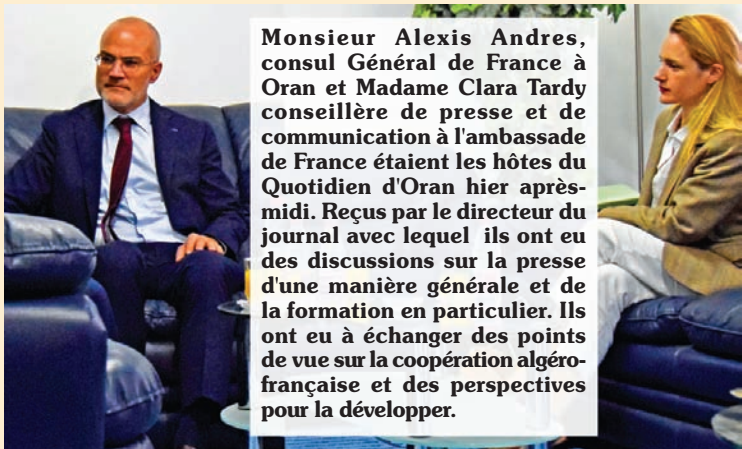 Monsieur Alexis Andres,
consul Général de France à
Oran et Madame Clara Tardy
conseillère de presse et de
communication à l'ambassade
de France étaient les hôtes du
Quotidien d'Oran hier après-
midi. Reçus par le directeur du
journal avec lequel ils ont eu
des discussions sur la presse
d'une manière générale et de
la formation en particulier. Ils
ont eu à échanger des points
de vue sur la coopération algéro-
française et des perspectives
pour la développer.